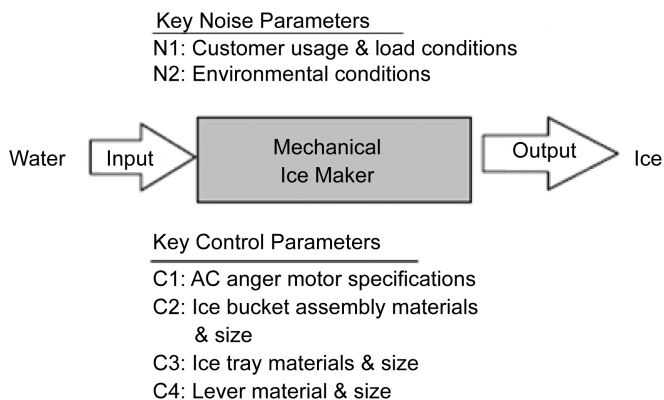 Key Noise Parameters
N1: Customer usage & load conditions
N2: Environmental conditions
Water
Input
Mechanical
Ice Maker
Output
Ice
Key Control Parameters
C1: AC anger motor specifications
C2: Ice bucket assembly materials
& size
C3: Ice tray materials & size
C4: Lever material & size